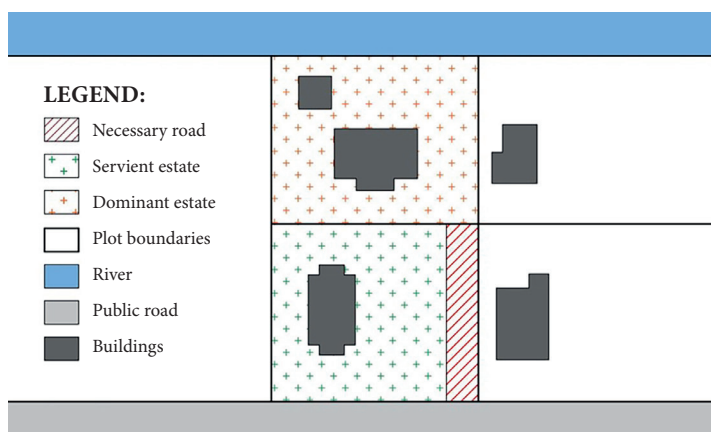 LEGEND:
Necessary road
Servient estate
Dominant estate
Plot boundaries
River
Public road
Buildings